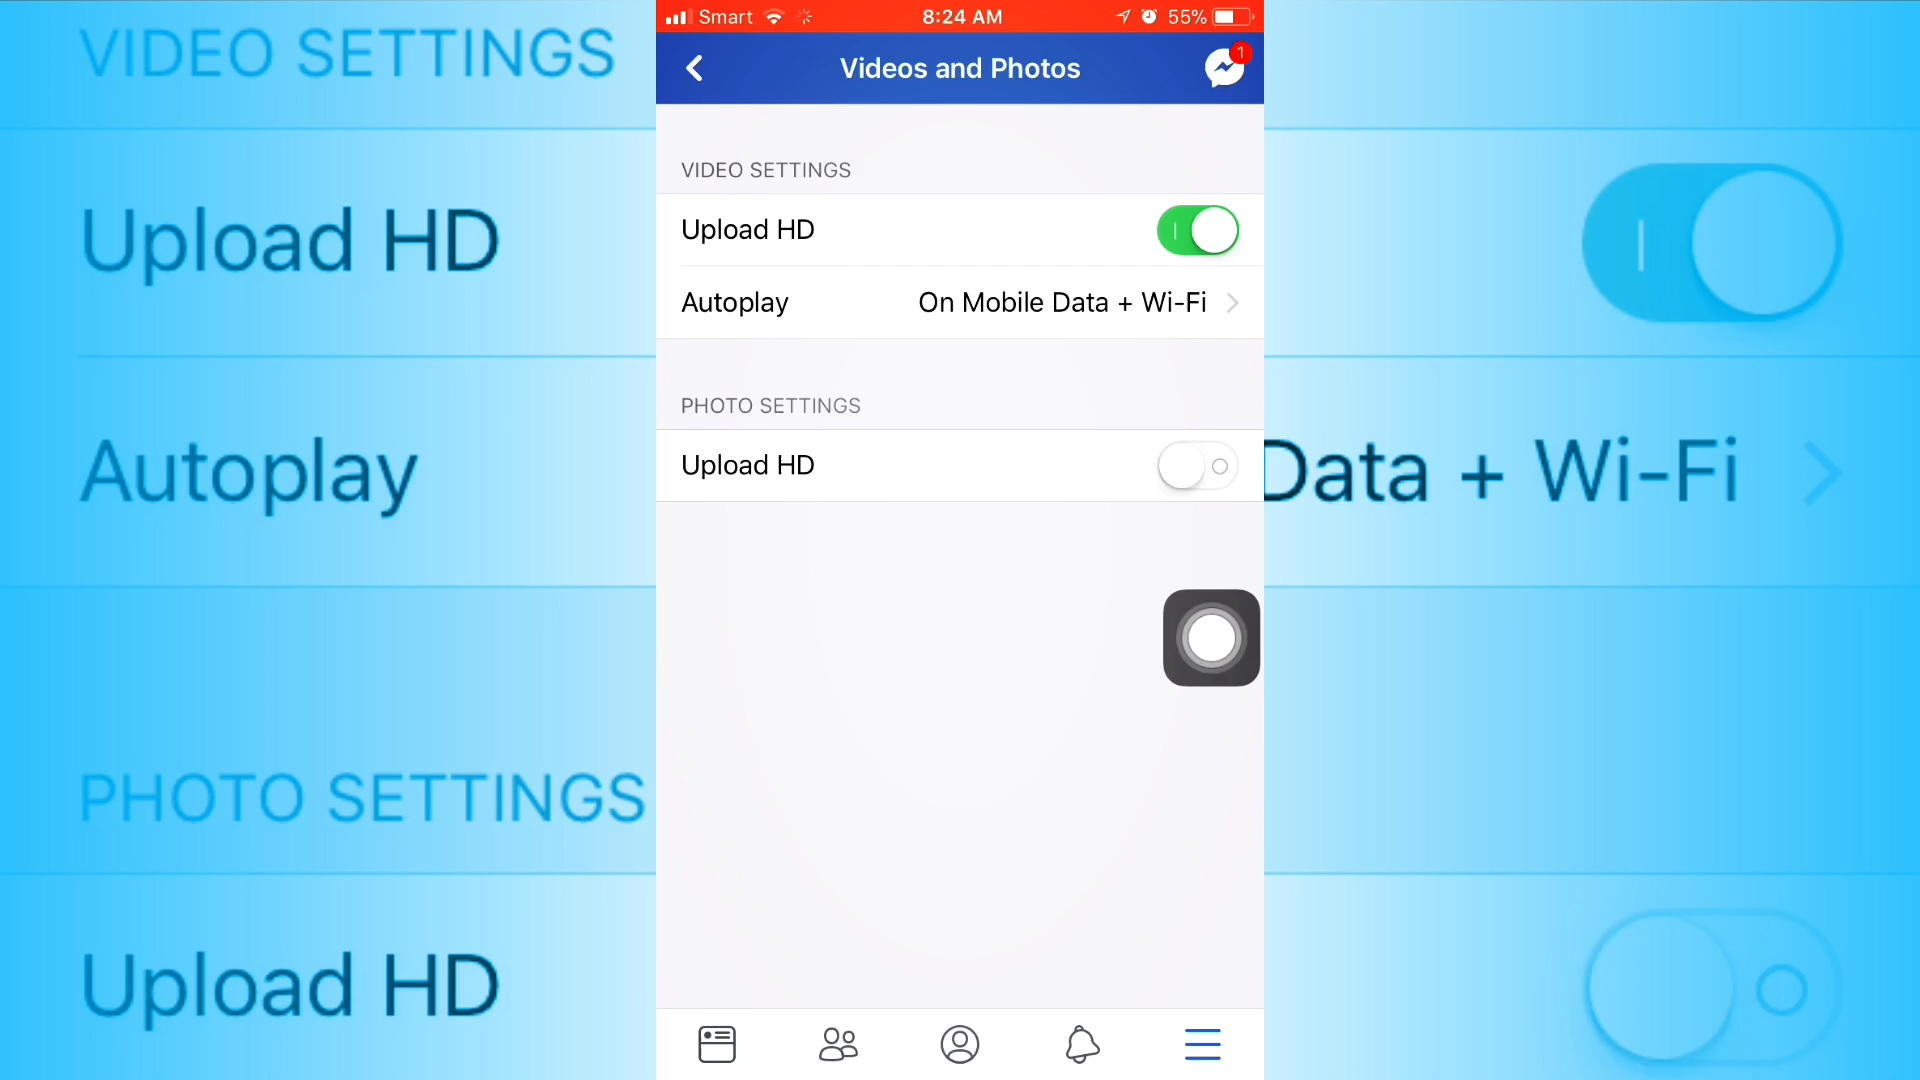 Smart 8:24 AM 55%
Videos and Photos
1
VIDEO SETTINGS
Upload HD
Autoplay On Mobile Data + Wi-Fi
PHOTO SETTINGS
Upload HD
VIDEO SETTINGS
Upload HD
Autoplay Data + Wi-Fi
PHOTO SETTINGS
Upload HD